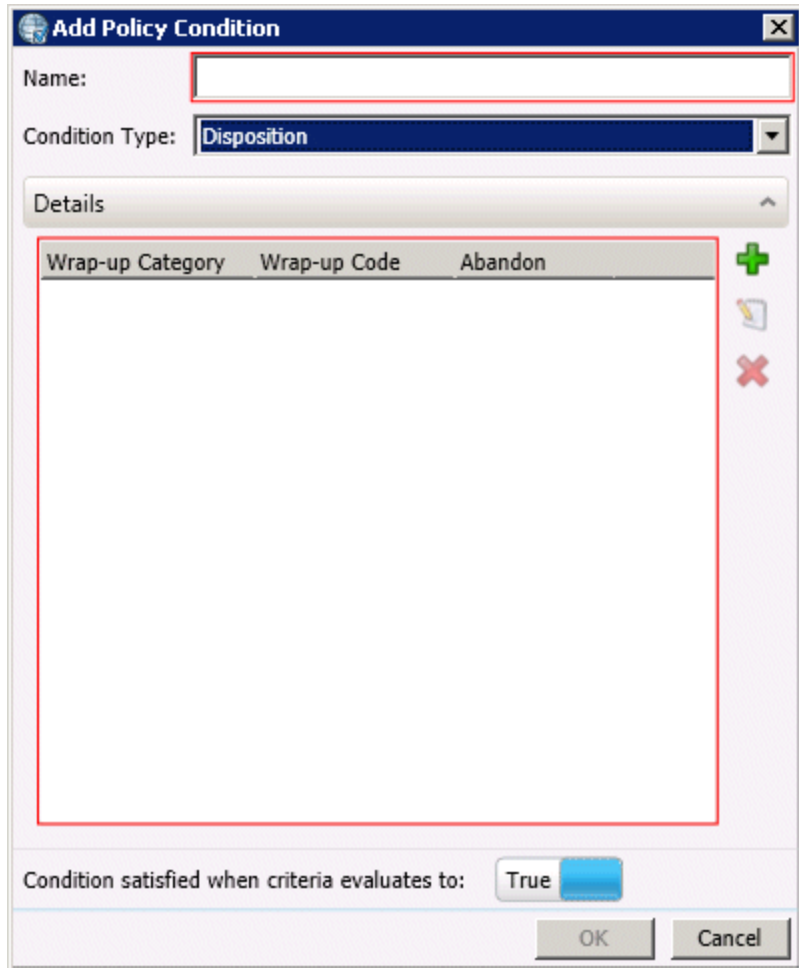 Add Policy Condition
Name:
Condition Type: Disposition
Details
Wrap-up Category Wrap-up Code Abandon
Condition satisfied when criteria evaluates to: True
OK Cancel